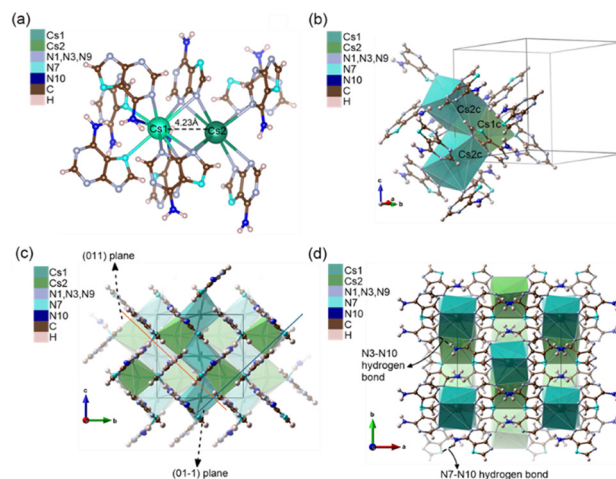 (a)
Cs1
Cs2
N1,N3,N9
N7
N10
C
H
Cs1
4.23Å
Cs2
(b)
Cs1
Cs2
N1,N3,N9
N7
N10
C
H
Cs2c
Cs1c
Cs2c
c
a
b
(c)
(011) plane
Cs1
Cs2
N1,N3,N9
N7
N10
C
H
c
b
(01-1) plane
(d)
Cs1
Cs2
N1,N3,N9
N7
N10
C
H
N3-N10
hydrogen
bond
b
a
N7-N10 hydrogen bond